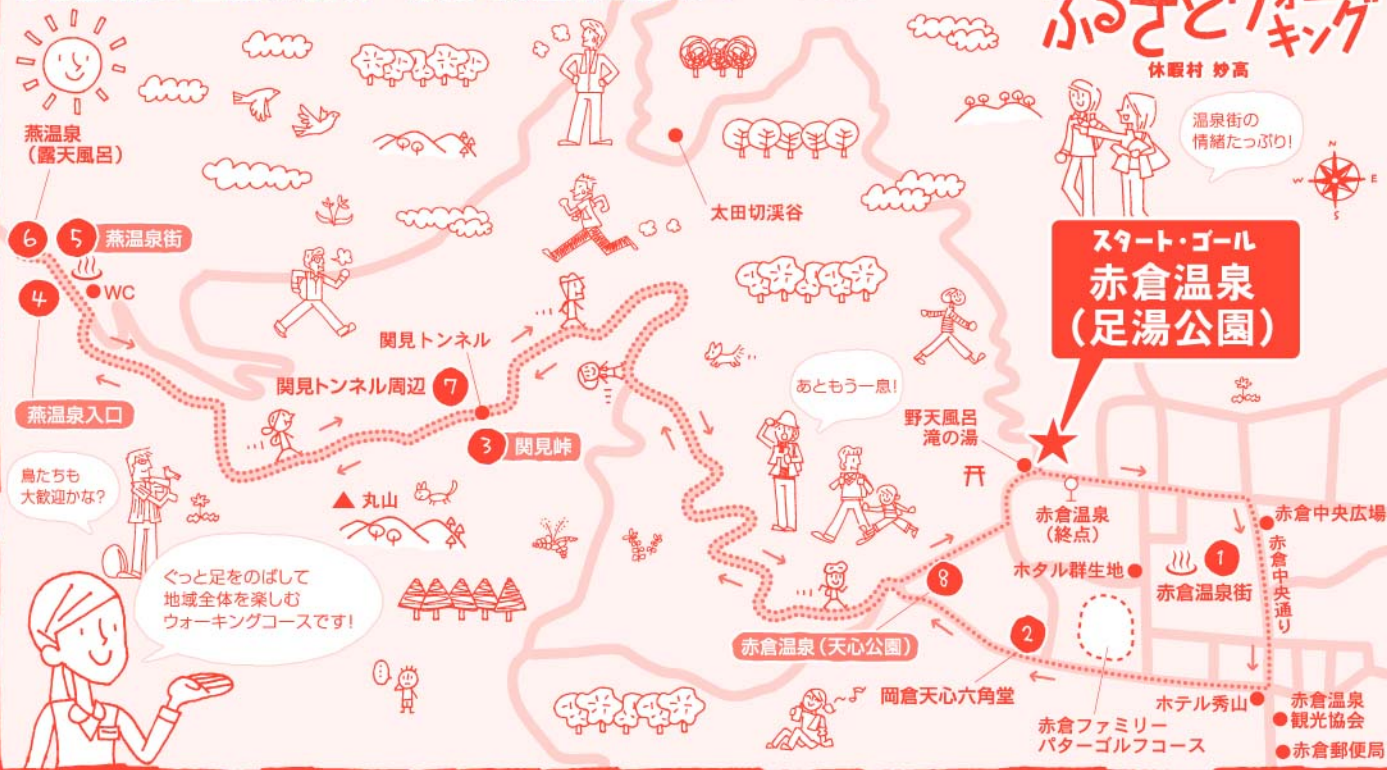 ふるさとウォーキング
休暇村 妙高
温泉街の
情緒たっぷり!
N
W
E
S
燕温泉
(露天風呂)
6
5
燕温泉街
4
WC
燕温泉入口
太田切渓谷
スタート・ゴール
赤倉温泉
(足湯公園)
関見トンネル
関見トンネル周辺
7
3
関見峠
あともう一息!
野天風呂
滝の湯
鳥たちも
大歓迎かな?
丸山
赤倉温泉
(終点)
赤倉中央広場
赤倉中央通り
1
赤倉温泉街
ホタル群生地
8
ぐっと足をのばして
地域全体を楽しむ
ウォーキングコースです!
赤倉温泉(天心公園)
2
岡倉天心六角堂
赤倉ファミリー
パターゴルフコース
ホテル秀山
赤倉温泉
観光協会
赤倉郵便局